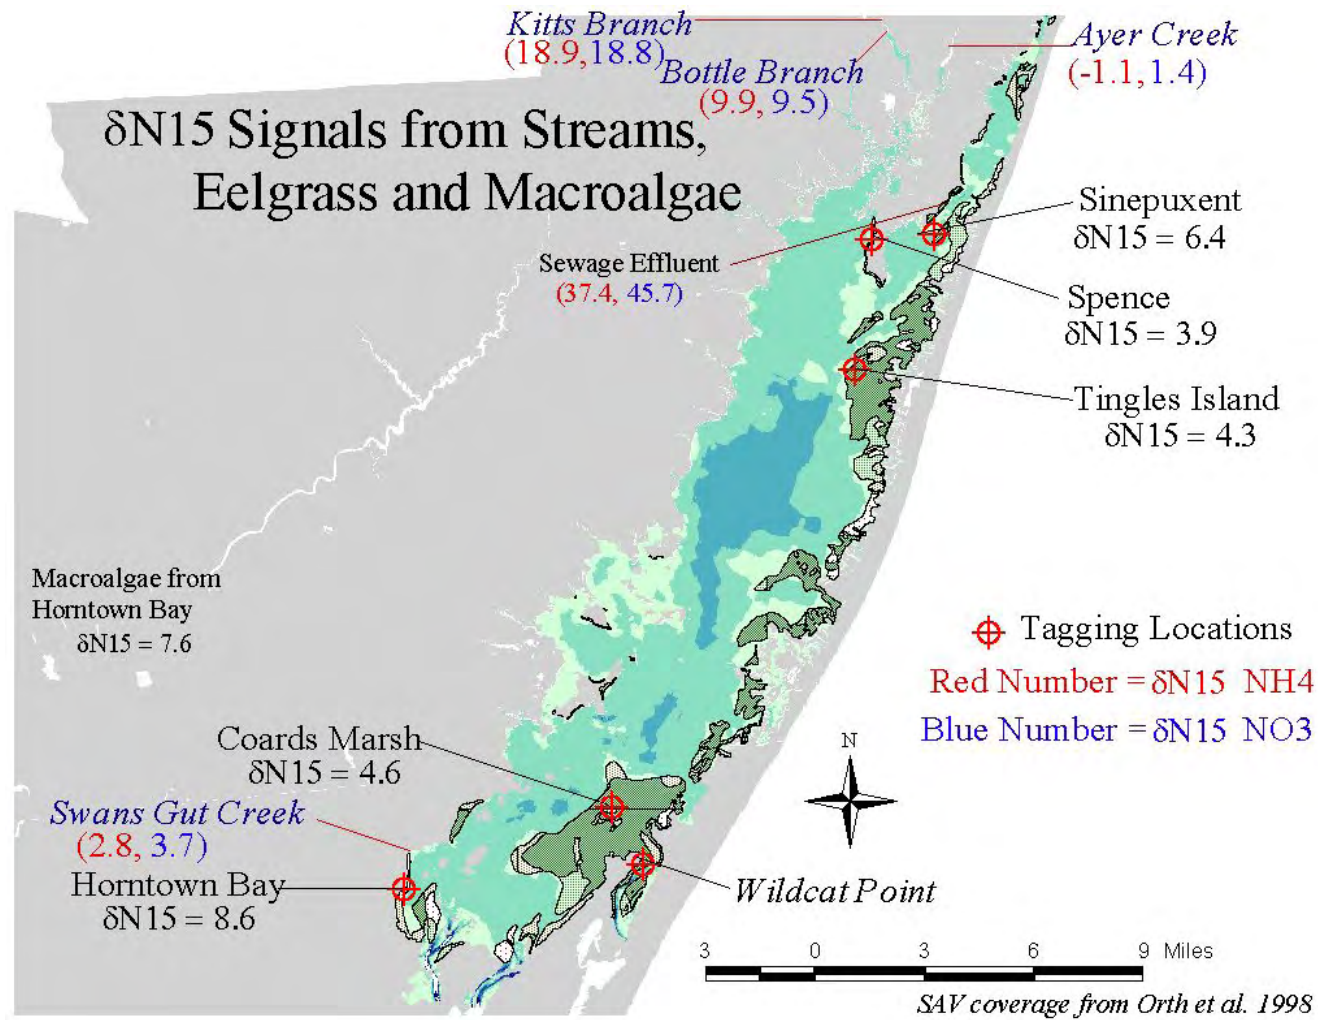 Kitts Branch
(18.9,18.8)
Bottle Branch
(9.9, 9.5)
Ayer Creek
(-1.1, 1.4)
δN15 Signals from Streams,
Eelgrass and Macroalgae
Sinepuxent
δN15 = 6.4
Sewage Effluent
(37.4, 45.7)
Spence
δN15 = 3.9
Tingles Island
δN15 = 4.3
Macroalgae from
Horntown Bay
δN15 = 7.6
Tagging Locations
Red Number = δN15 NH4
Blue Number = δN15 NO3
Coards Marsh
δN15 = 4.6
N
Swans Gut Creek
(2.8, 3.7)
Horntown Bay
δN15 = 8.6
Wildcat Point
3 0 3 6 9 Miles
SAV coverage from Orth et al. 1998